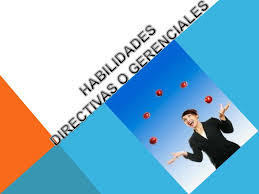 HABILIDADES
DIRECTIVAS O GERENCIALES